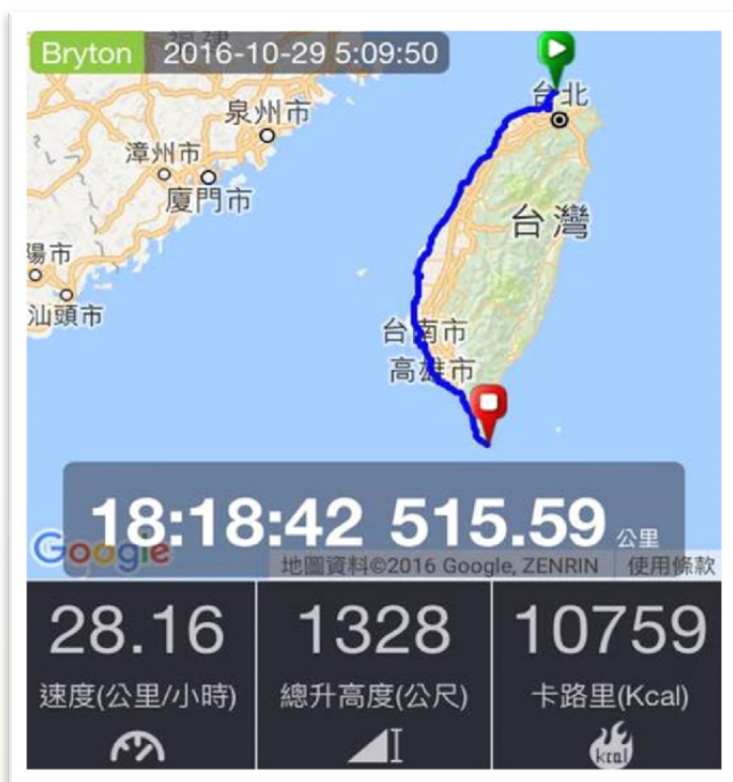 Bryton 2016-10-29 5:09:50
福建
台北
泉州市
漳州市
廈門市
台灣
陽市
汕頭市
台南市
高雄市
18:18:42 515.59 公里
Google
地圖資料©2016 Google, ZENRIN 使用條款
28.16 1328 10759
速度(公里/小時) 總升高度(公尺) 卡路里(Kcal)
kcal